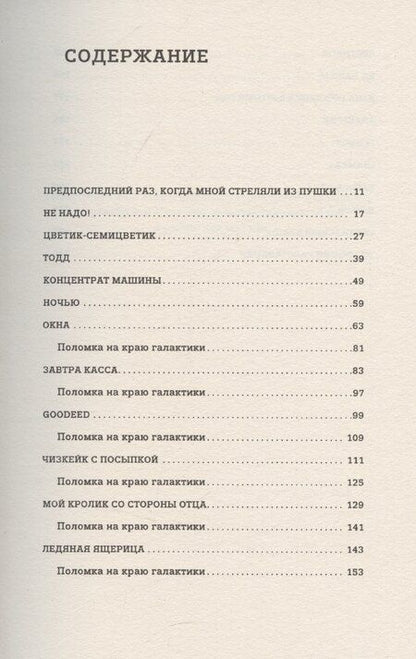 СОДЕРЖАНИЕ
ПРЕДПОСЛЕДНИЙ РАЗ, КОГДА МНОЙ СТРЕЛЯЛИ ИЗ ПУШКИ ...11
НЕ НАДО! ...17
ЦВЕТИК-СЕМИЦВЕТИК ...27
ТОДД ...39
КОНЦЕНТРАТ МАШИНЫ ...49
НОЧЬЮ ...59
ОКНА ...63
Поломка на краю галактики ...81
ЗАВТРА КАССА ...83
Поломка на краю галактики ...97
GOODEED ...99
Поломка на краю галактики ...109
ЧИЗКЕЙК С ПОСЫПКОЙ ...111
Поломка на краю галактики ...125
МОЙ КРОЛИК СО СТОРОНЫ ОТЦА ...129
Поломка на краю галактики ...141
ЛЕДЯНАЯ ЯЩЕРИЦА ...143
Поломка на краю галактики ...153